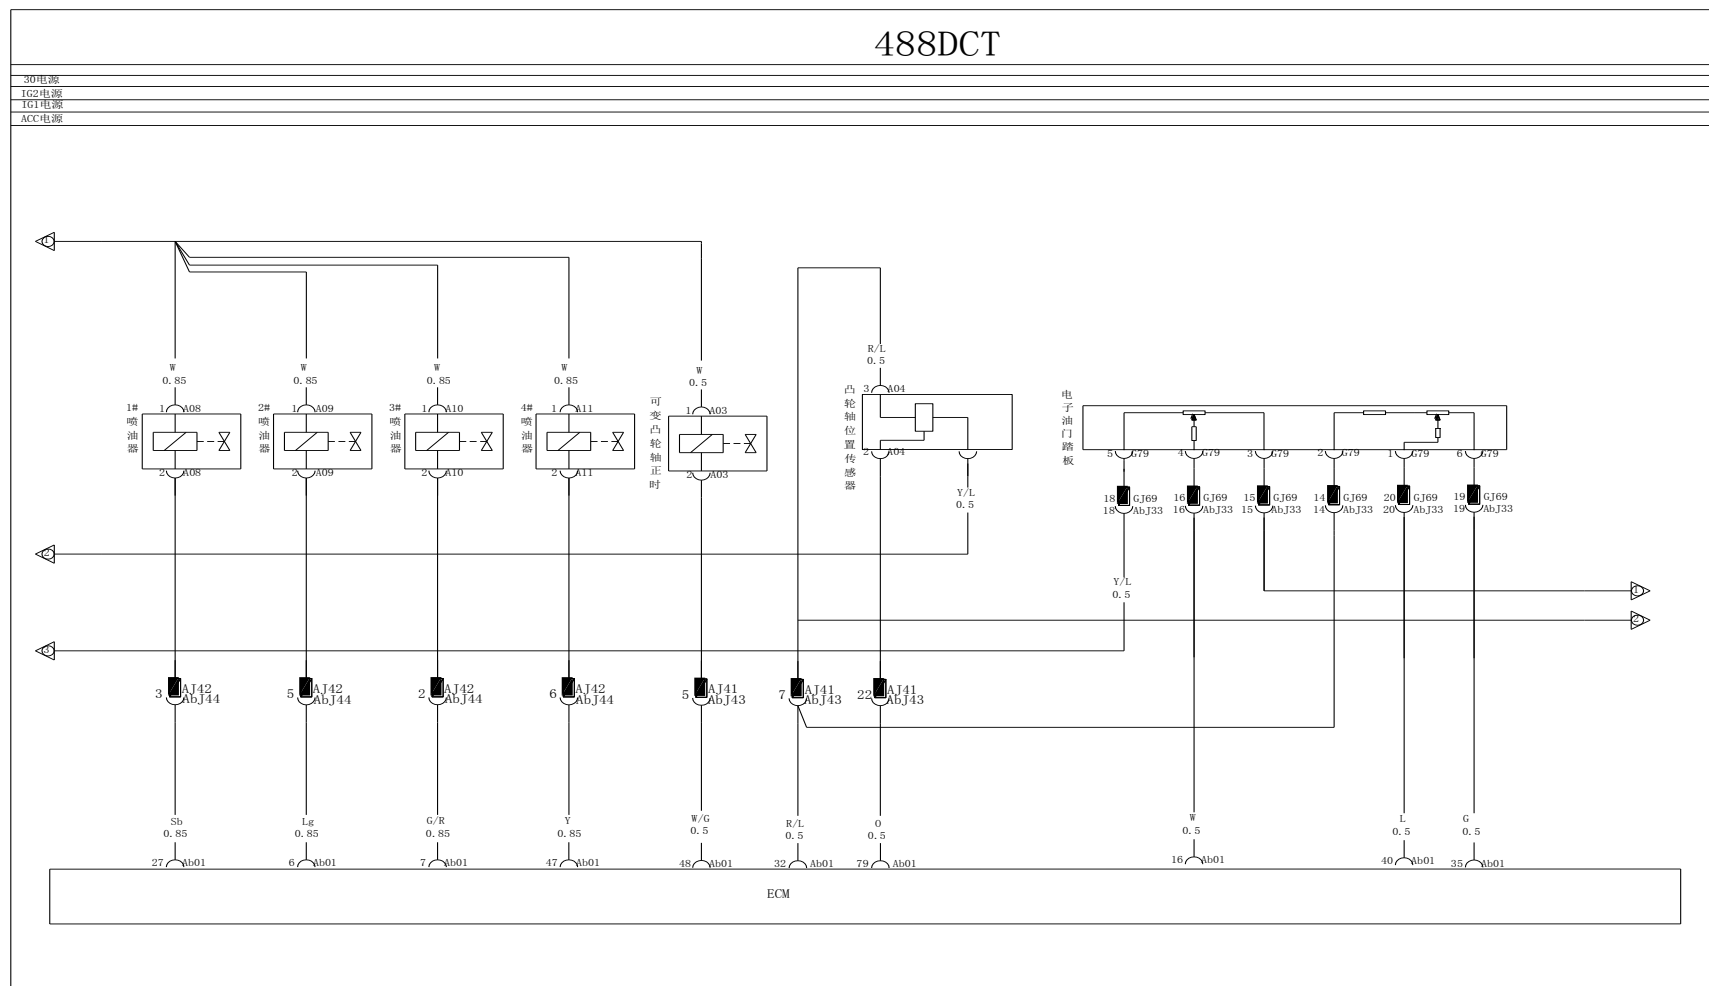 488DCT
30电源
IG2电源
IG1电源
ACC电源
1
R/L
0.5
W
0.85
W
0.85
W
0.85
W
0.85
W
0.5
1#喷油器
1 A08
2#喷油器
1 A09
3#喷油器
1 A10
4#喷油器
1 A11
可变凸轮轴正时
1 A03
凸轮轴位置传感器
3 A04
电子油门踏板
2 A08
2 A09
2 A10
2 A11
2 A03
2 A04
5 G79
4 G79
3 G79
2 G79
1 G79
6 G79
Y/L
0.5
18 GJ69
18 AbJ33
16 GJ69
16 AbJ33
15 GJ69
15 AbJ33
14 GJ69
14 AbJ33
20 GJ69
20 AbJ33
19 GJ69
19 AbJ33
2
Y/L
0.5
1
2
3
3 AJ42
AbJ44
5 AJ42
AbJ44
2 AJ42
AbJ44
6 AJ42
AbJ44
5 AJ41
AbJ43
7 AJ41
AbJ43
22 AJ41
AbJ43
Sb
0.85
Lg
0.85
G/R
0.85
Y
0.85
W/G
0.5
R/L
0.5
O
0.5
W
0.5
L
0.5
G
0.5
27 Ab01
6 Ab01
7 Ab01
47 Ab01
48 Ab01
32 Ab01
79 Ab01
16 Ab01
40 Ab01
35 Ab01
ECM